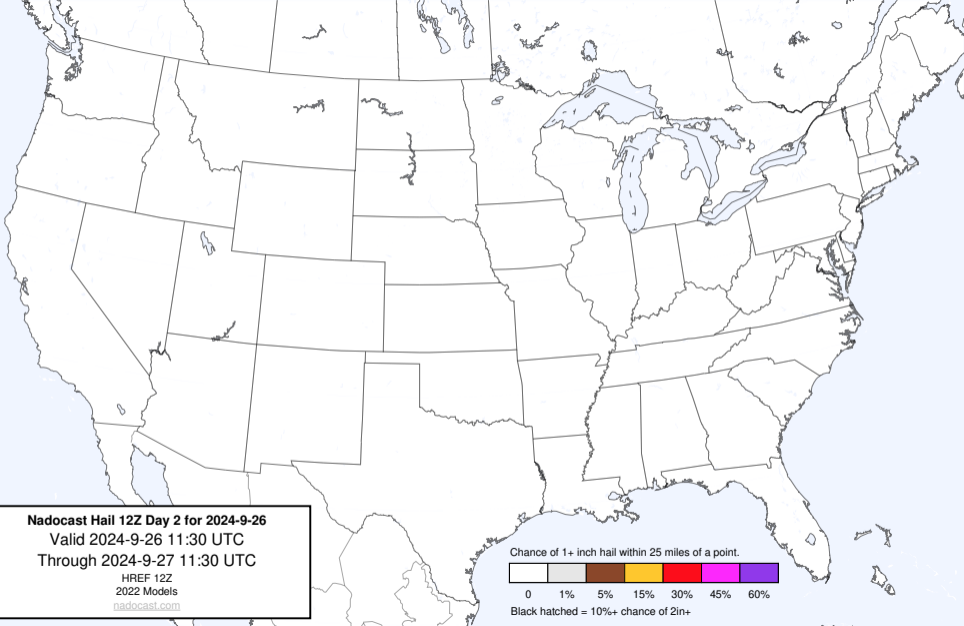 Nadocast Hail 12Z Day 2 for 2024-9-26
Valid 2024-9-26 11:30 UTC
Through 2024-9-27 11:30 UTC
HREF 12Z
2022 Models
nadocast.com
Chance of 1+ inch hail within 25 miles of a point.
0 1% 5% 15% 30% 45% 60%
Black hatched = 10%+ chance of 2in+